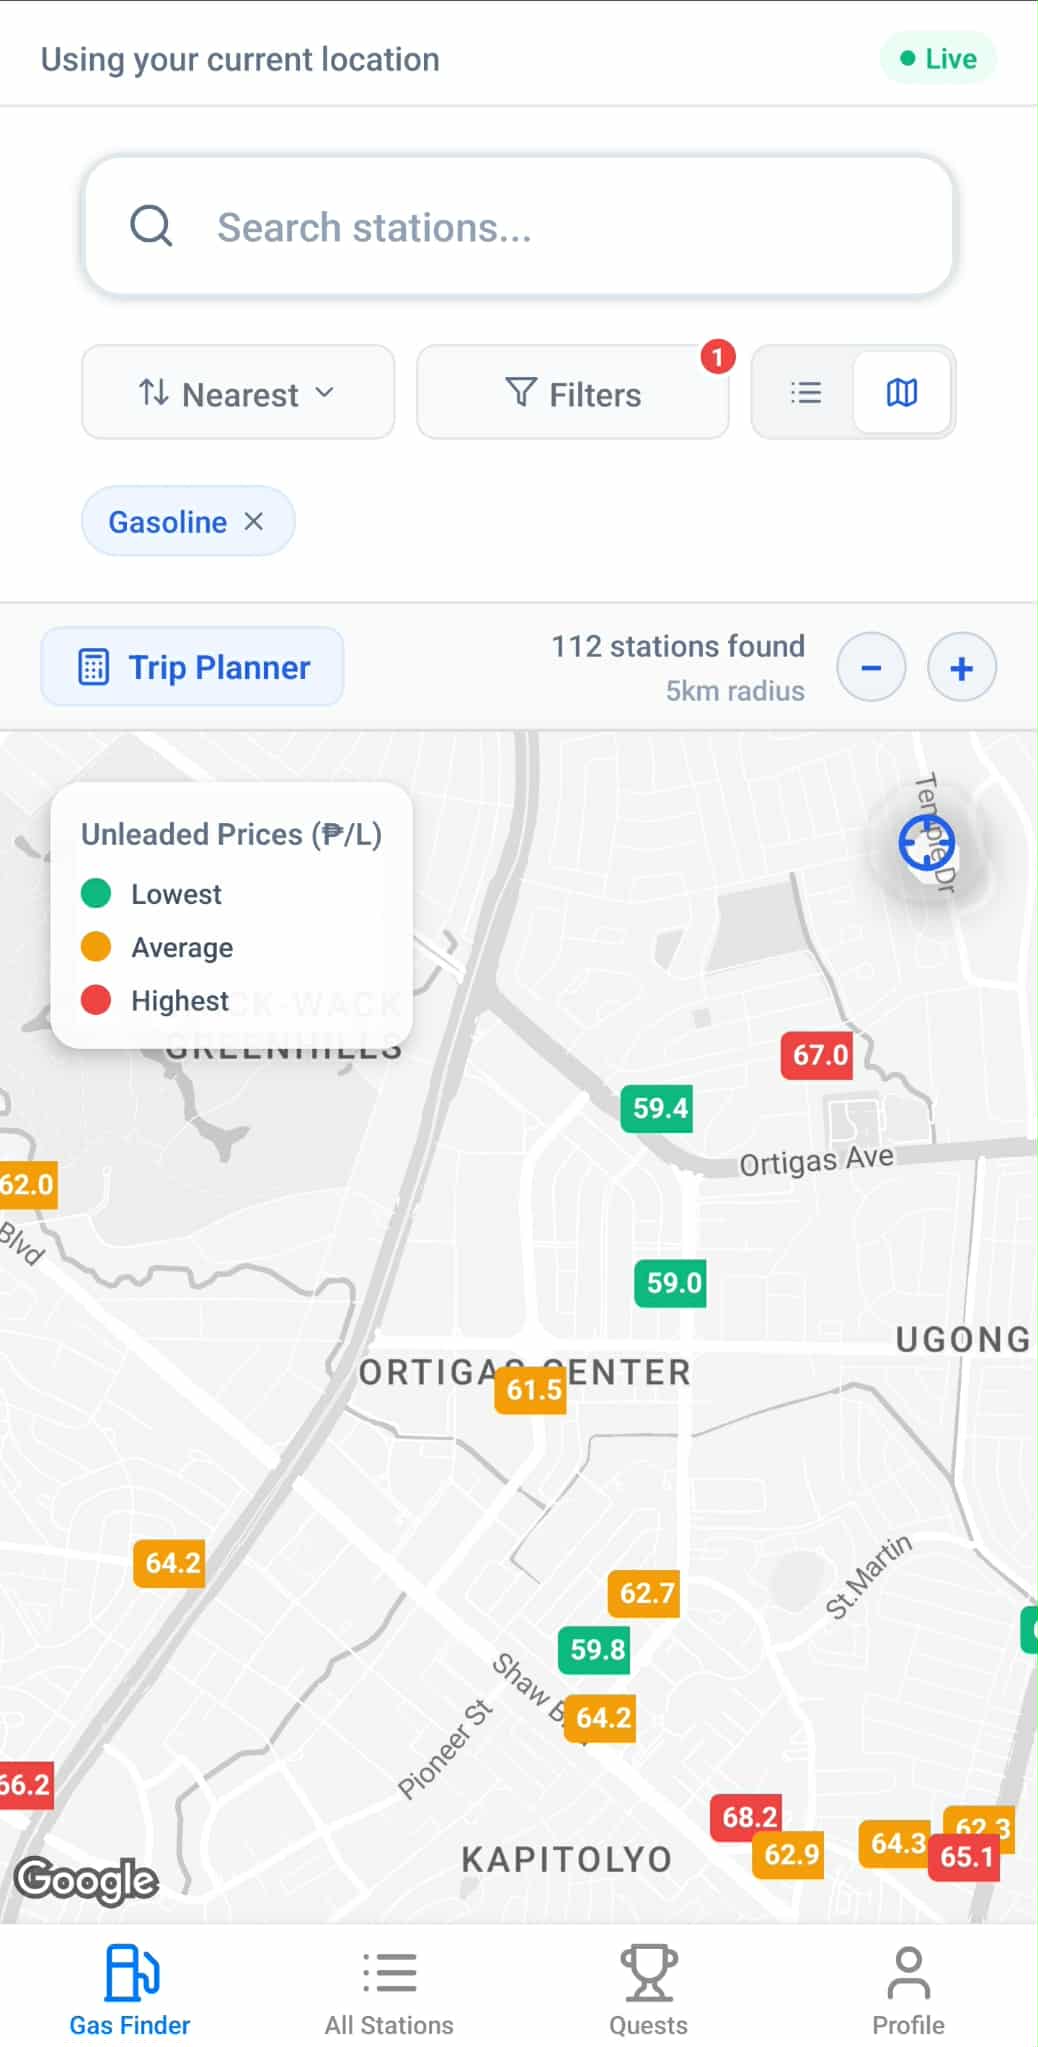 Using your current location
Live
Search stations...
Nearest
Filters
1
Gasoline
Trip Planner
112 stations found
5km radius
Unleaded Prices (₱/L)
Lowest
Average
Highest
CK-WACK
GREENHILLS
Temple Dr
67.0
59.4
Ortigas Ave
62.0
Blvd
59.0
UGONG
ORTIGAS CENTER
61.5
64.2
St.Martin
62.7
59.8
Shaw B
64.2
Pioneer St
66.2
68.2
62.3
64.3
62.9
65.1
KAPITOLYO
Google
Gas Finder
All Stations
Quests
Profile